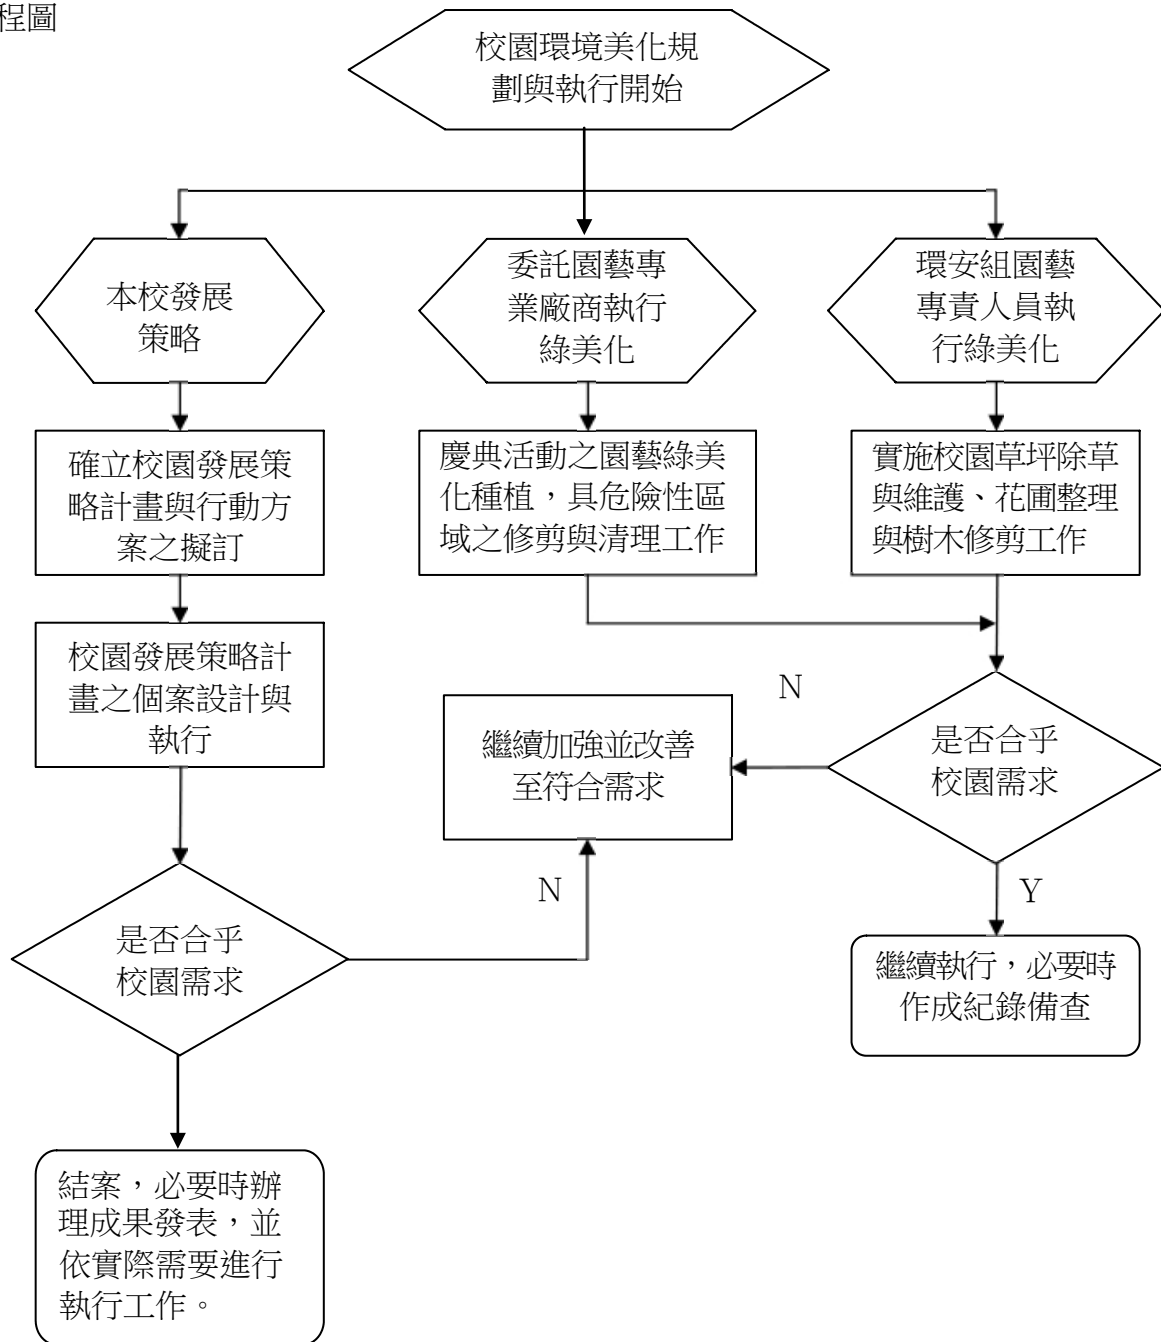 程圖
校園環境美化規
劃與執行開始
本校發展
策略
委託園藝專
業廠商執行
綠美化
環安組園藝
專責人員執
行綠美化
確立校園發展策
略計畫與行動方
案之擬訂
慶典活動之園藝綠美
化種植，具危險性區
域之修剪與清理工作
實施校園草坪除草
與維護、花圃整理
與樹木修剪工作
校園發展策略計
畫之個案設計與
執行
N
繼續加強並改善
至符合需求
是否合乎
校園需求
N
Y
是否合乎
校園需求
繼續執行，必要時
作成紀錄備查
結案，必要時辦
理成果發表，並
依實際需要進行
執行工作。